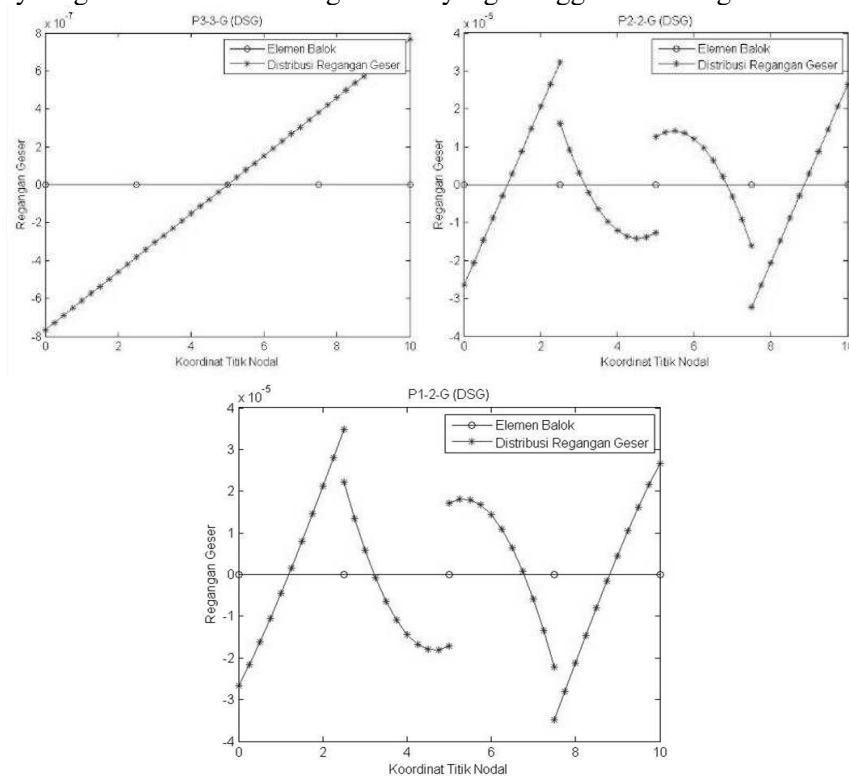 P3-3-G (DSG)
x 10⁻⁷
Elemen Balok
Distribusi Regangan Geser
Regangan Geser
8
6
4
2
0
-2
-4
-6
-8
0 2 4 6 8 10
Koordinat Titik Nodal
P2-2-G (DSG)
x 10⁻⁵
Elemen Balok
Distribusi Regangan Geser
Regangan Geser
4
3
2
1
0
-1
-2
-3
-4
0 2 4 6 8 10
Koordinat Titik Nodal
P1-2-G (DSG)
x 10⁻⁵
Elemen Balok
Distribusi Regangan Geser
Regangan Geser
4
3
2
1
0
-1
-2
-3
-4
0 2 4 6 8 10
Koordinat Titik Nodal